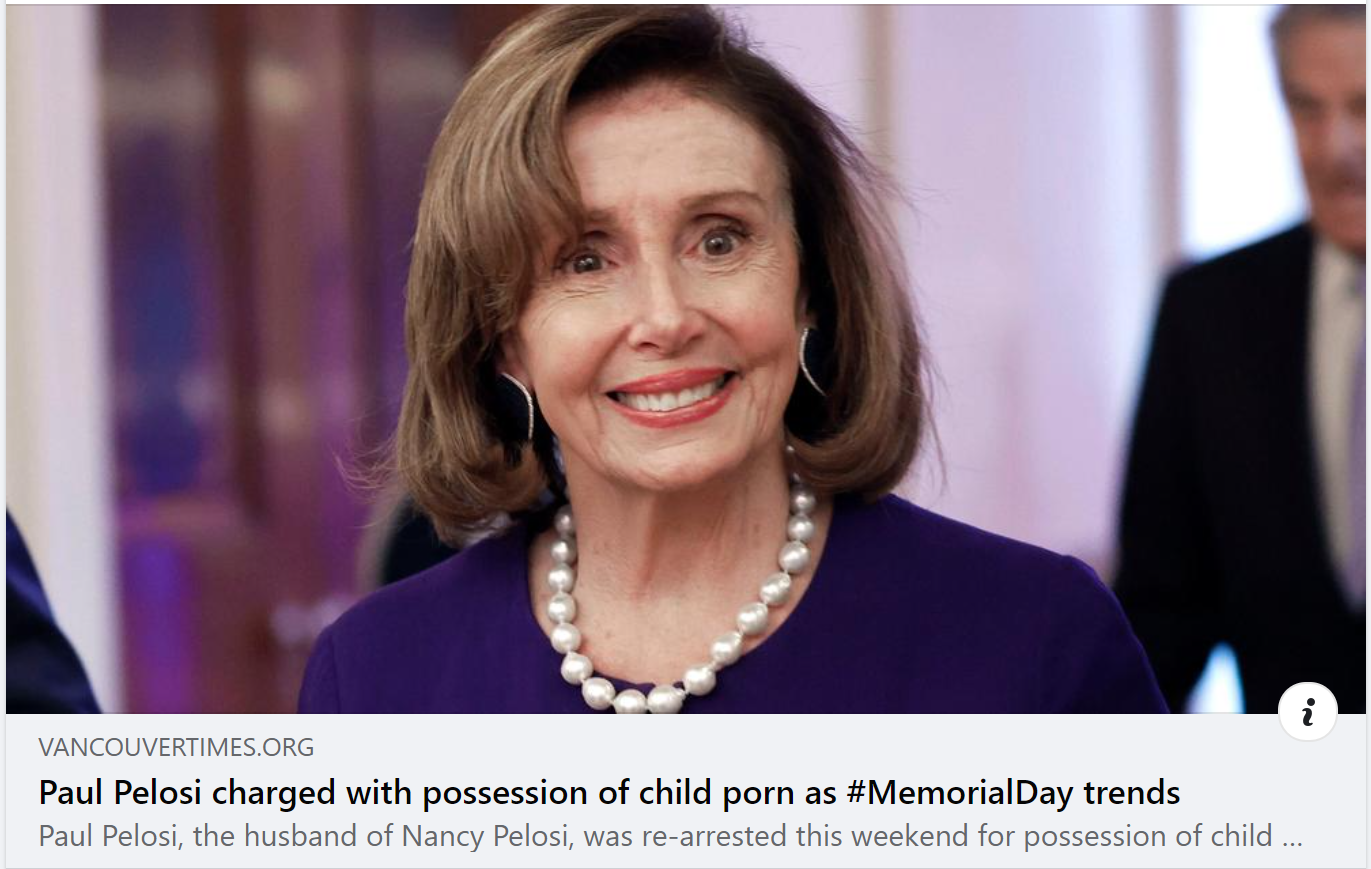 VANCOUVERTIMES.ORG
Paul Pelosi charged with possession of child porn as #MemorialDay trends
Paul Pelosi, the husband of Nancy Pelosi, was re-arrested this weekend for possession of child ...